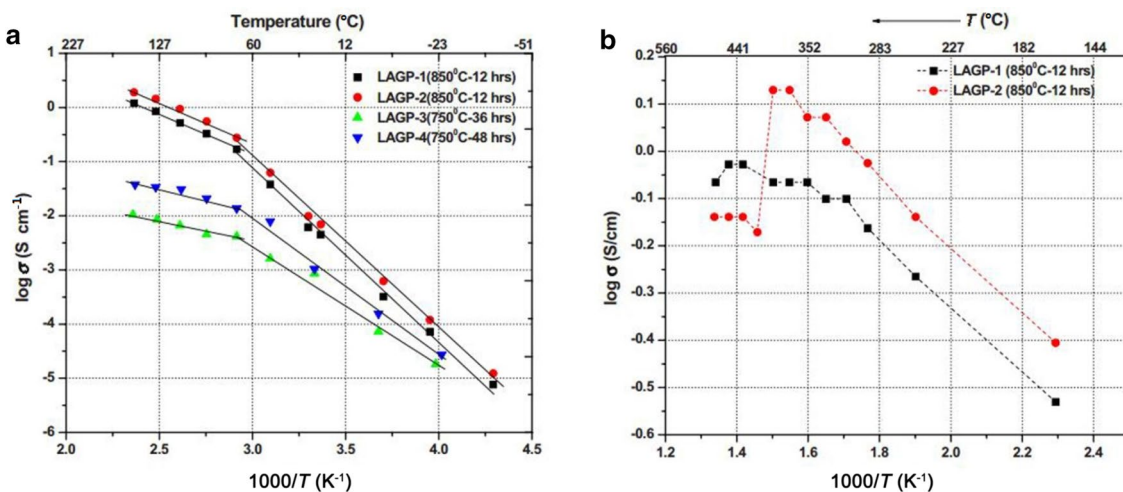 a
Temperature (°C)
227 127 60 12 -23 -51
LAGP-1(850⁰C-12 hrs)
LAGP-2(850⁰C-12 hrs)
LAGP-3(750⁰C-36 hrs)
LAGP-4(750⁰C-48 hrs)
log σ (S cm⁻¹)
1
0
-1
-2
-3
-4
-5
2.0 2.5 3.0 3.5 4.0 4.5
1000/T (K⁻¹)
b
T (°C)
560 441 352 283 227 182 144
LAGP-1 (850°C-12 hrs)
LAGP-2 (850°C-12 hrs)
log σ (S/cm)
0.1
0.0
-0.1
-0.2
-0.3
-0.4
-0.5
-0.6
1.2 1.4 1.6 1.8 2.0 2.2 2.4
1000/T (K⁻¹)